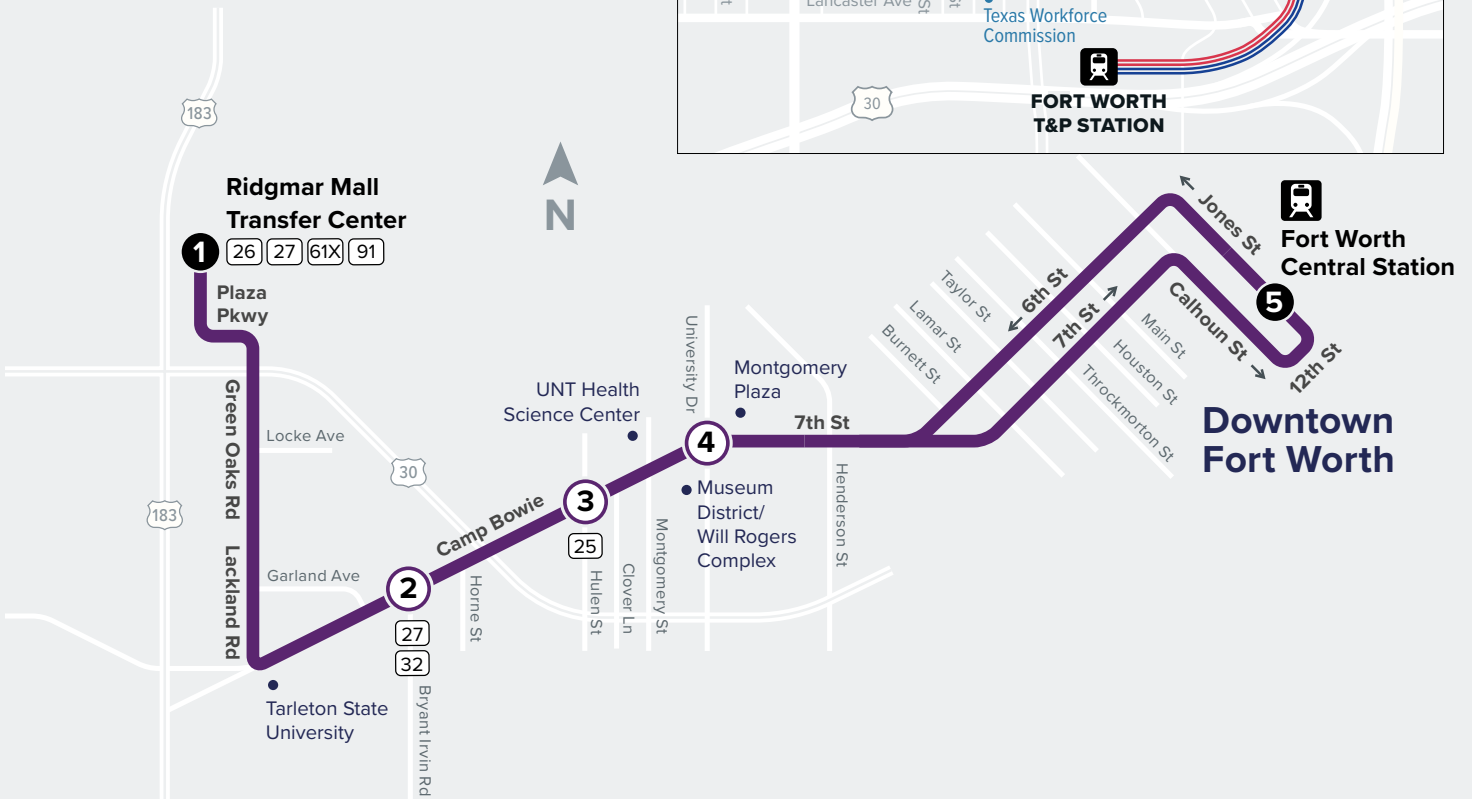 Lancaster Ave
St
St
Texas Workforce
Commission
30
FORT WORTH
T&P STATION
183
N
Ridgmar Mall
Transfer Center
1
26 27 61X 91
Plaza
Pkwy
Jones St
Fort Worth
Central Station
5
6th St
7th St
Calhoun St
12th St
Taylor St
Lamar St
Burnett St
Main St
Houston St
Throckmorton St
Downtown
Fort Worth
University Dr
Montgomery
Plaza
UNT Health
Science Center
4
7th St
Green Oaks Rd
Locke Ave
30
183
Camp Bowie
3
25
Museum
District/
Will Rogers
Complex
Henderson St
Montgomery St
Clover Ln
Hulen St
Horne St
Lackland Rd
Garland Ave
2
27
32
Bryant Irvin Rd
Tarleton State
University